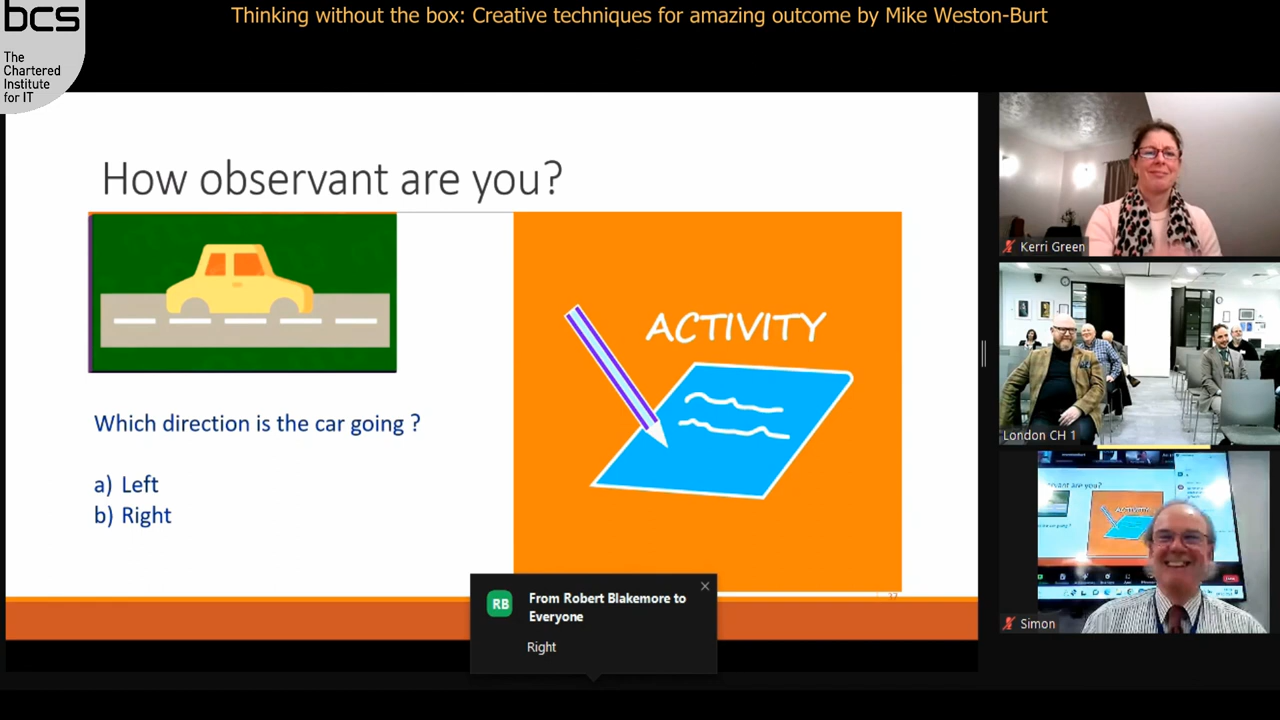 bcs
The
Chartered
Institute
for IT
Thinking without the box: Creative techniques for amazing outcome by Mike Weston-Burt
How observant are you?
Which direction is the car going ?
a) Left
b) Right
ACTIVITY
RB
From Robert Blakemore to
Everyone
Right
Kerri Green
London CH 1
Simon
ACTIVITY